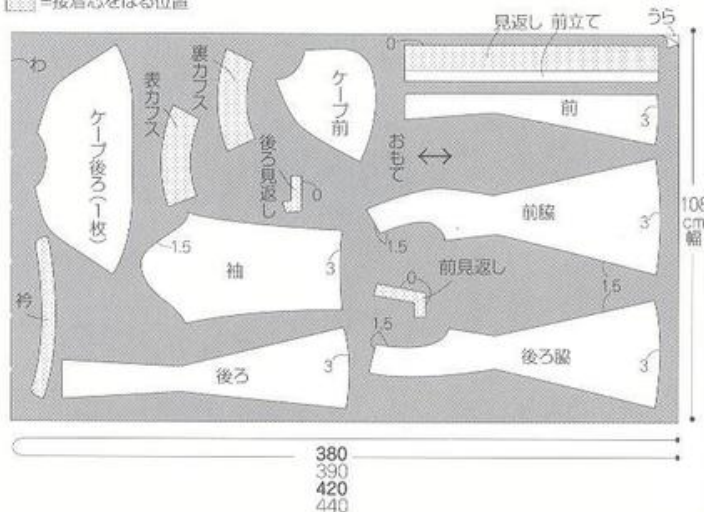 =接着芯をはる位置
わ
ケープ後ろ(1枚)
表カフス
裏カフス
ケープ前
後ろ見返し
0
0
見返し 前立て
うら
前
3
おもて
前脇
1.5
3
1.5
袖
3
0
前見返し
1.5
1.5
後ろ脇
3
衿
後ろ
3
108
cm
幅
380
390
420
440